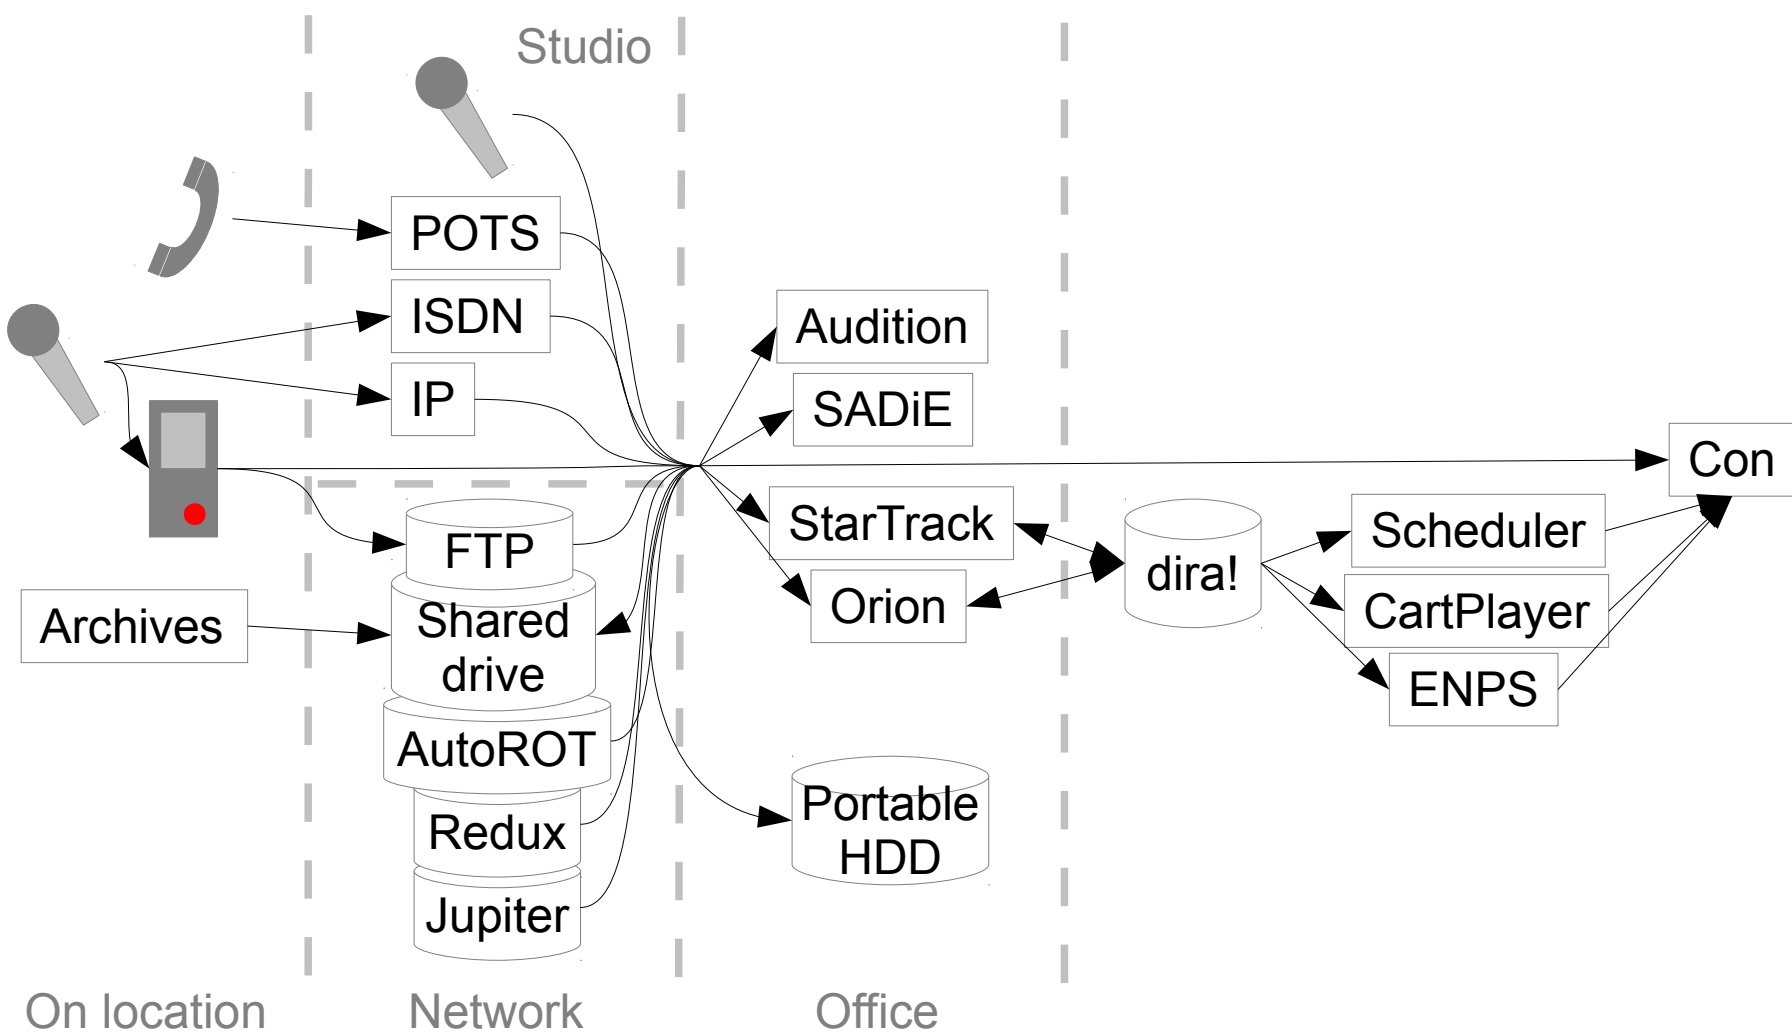 Studio
POTS
ISDN
IP
FTP
Archives
Shared
drive
AutoROT
Redux
Jupiter
Audition
SADiE
StarTrack
Orion
Portable
HDD
dira!
Scheduler
CartPlayer
ENPS
Con
On location
Network
Office